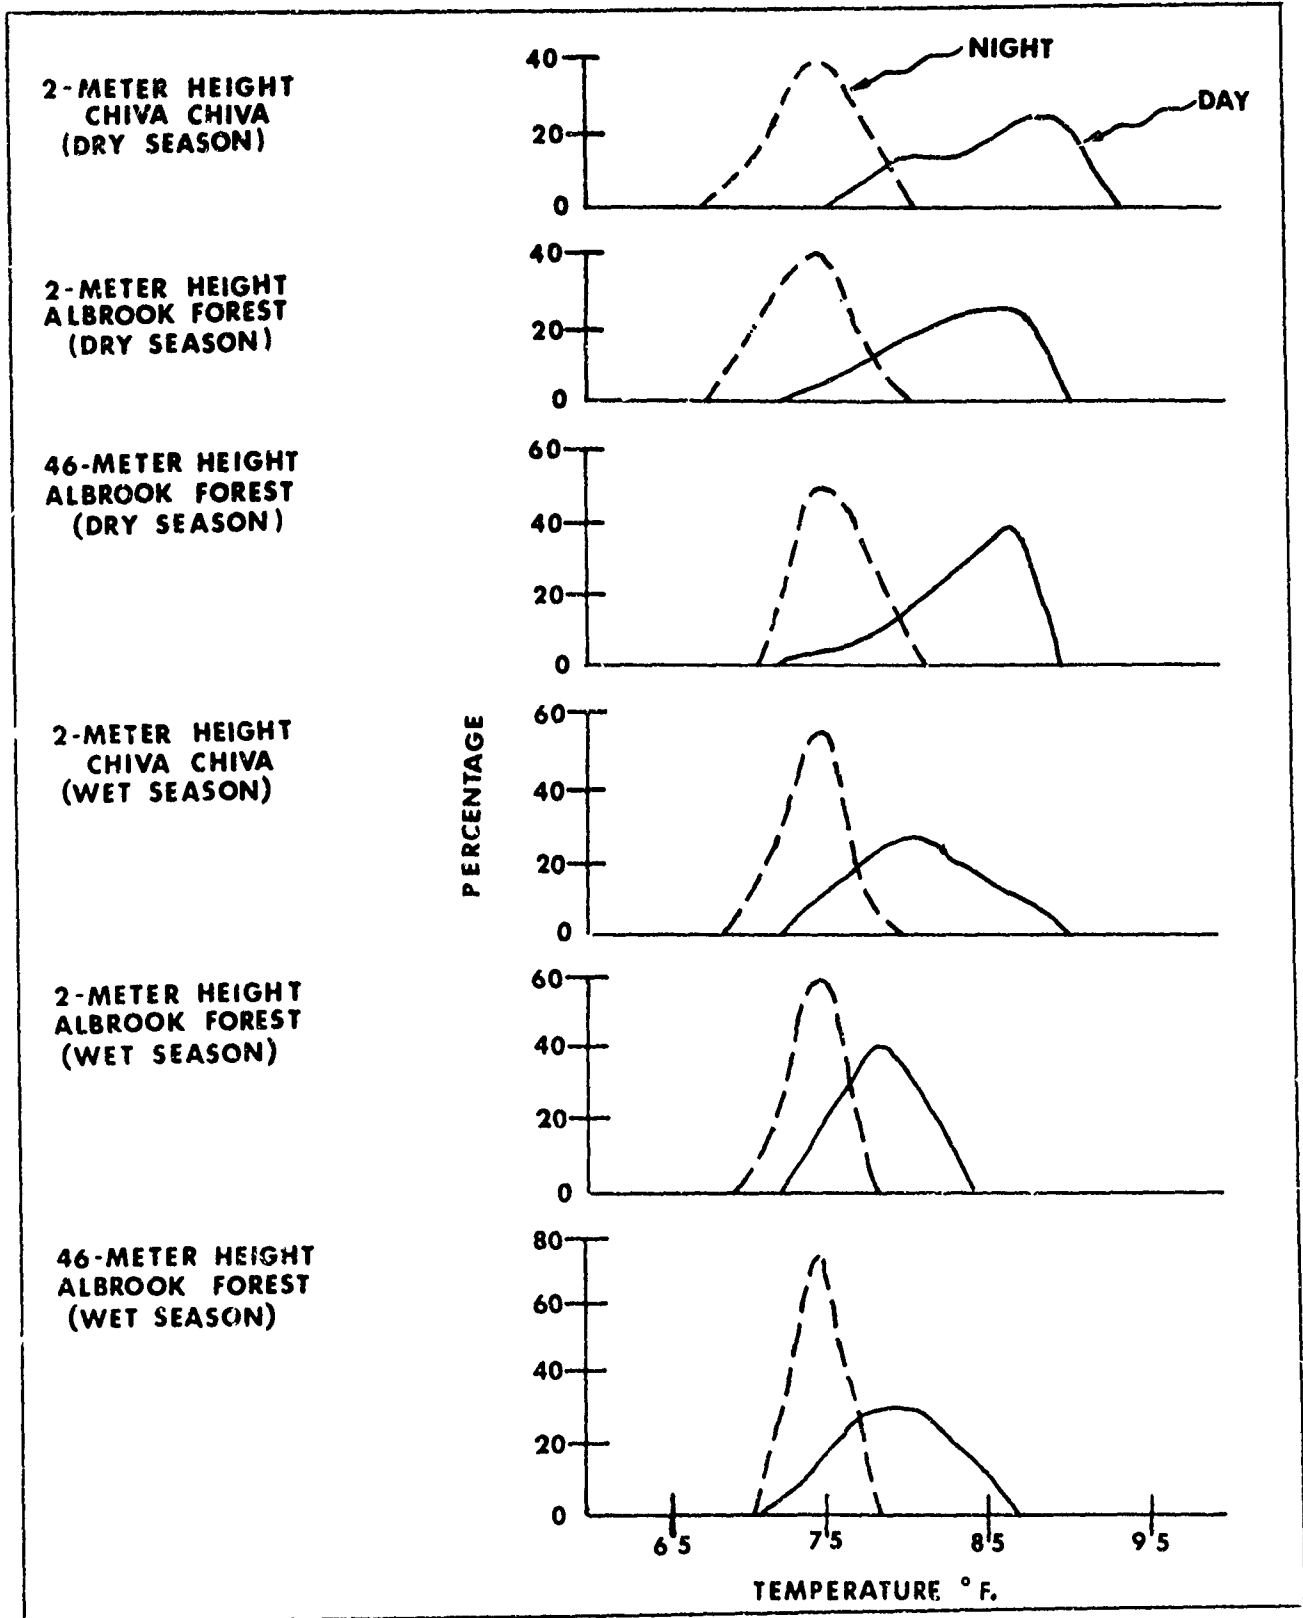 2-METER HEIGHT
CHIVA CHIVA
(DRY SEASON)
40
20
0
NIGHT
DAY
2-METER HEIGHT
ALBROOK FOREST
(DRY SEASON)
40
20
0
46-METER HEIGHT
ALBROOK FOREST
(DRY SEASON)
60
40
20
0
2-METER HEIGHT
CHIVA CHIVA
(WET SEASON)
PERCENTAGE
60
40
20
0
2-METER HEIGHT
ALBROOK FOREST
(WET SEASON)
60
40
20
0
46-METER HEIGHT
ALBROOK FOREST
(WET SEASON)
80
60
40
20
0
65 75 85 95
TEMPERATURE °F.